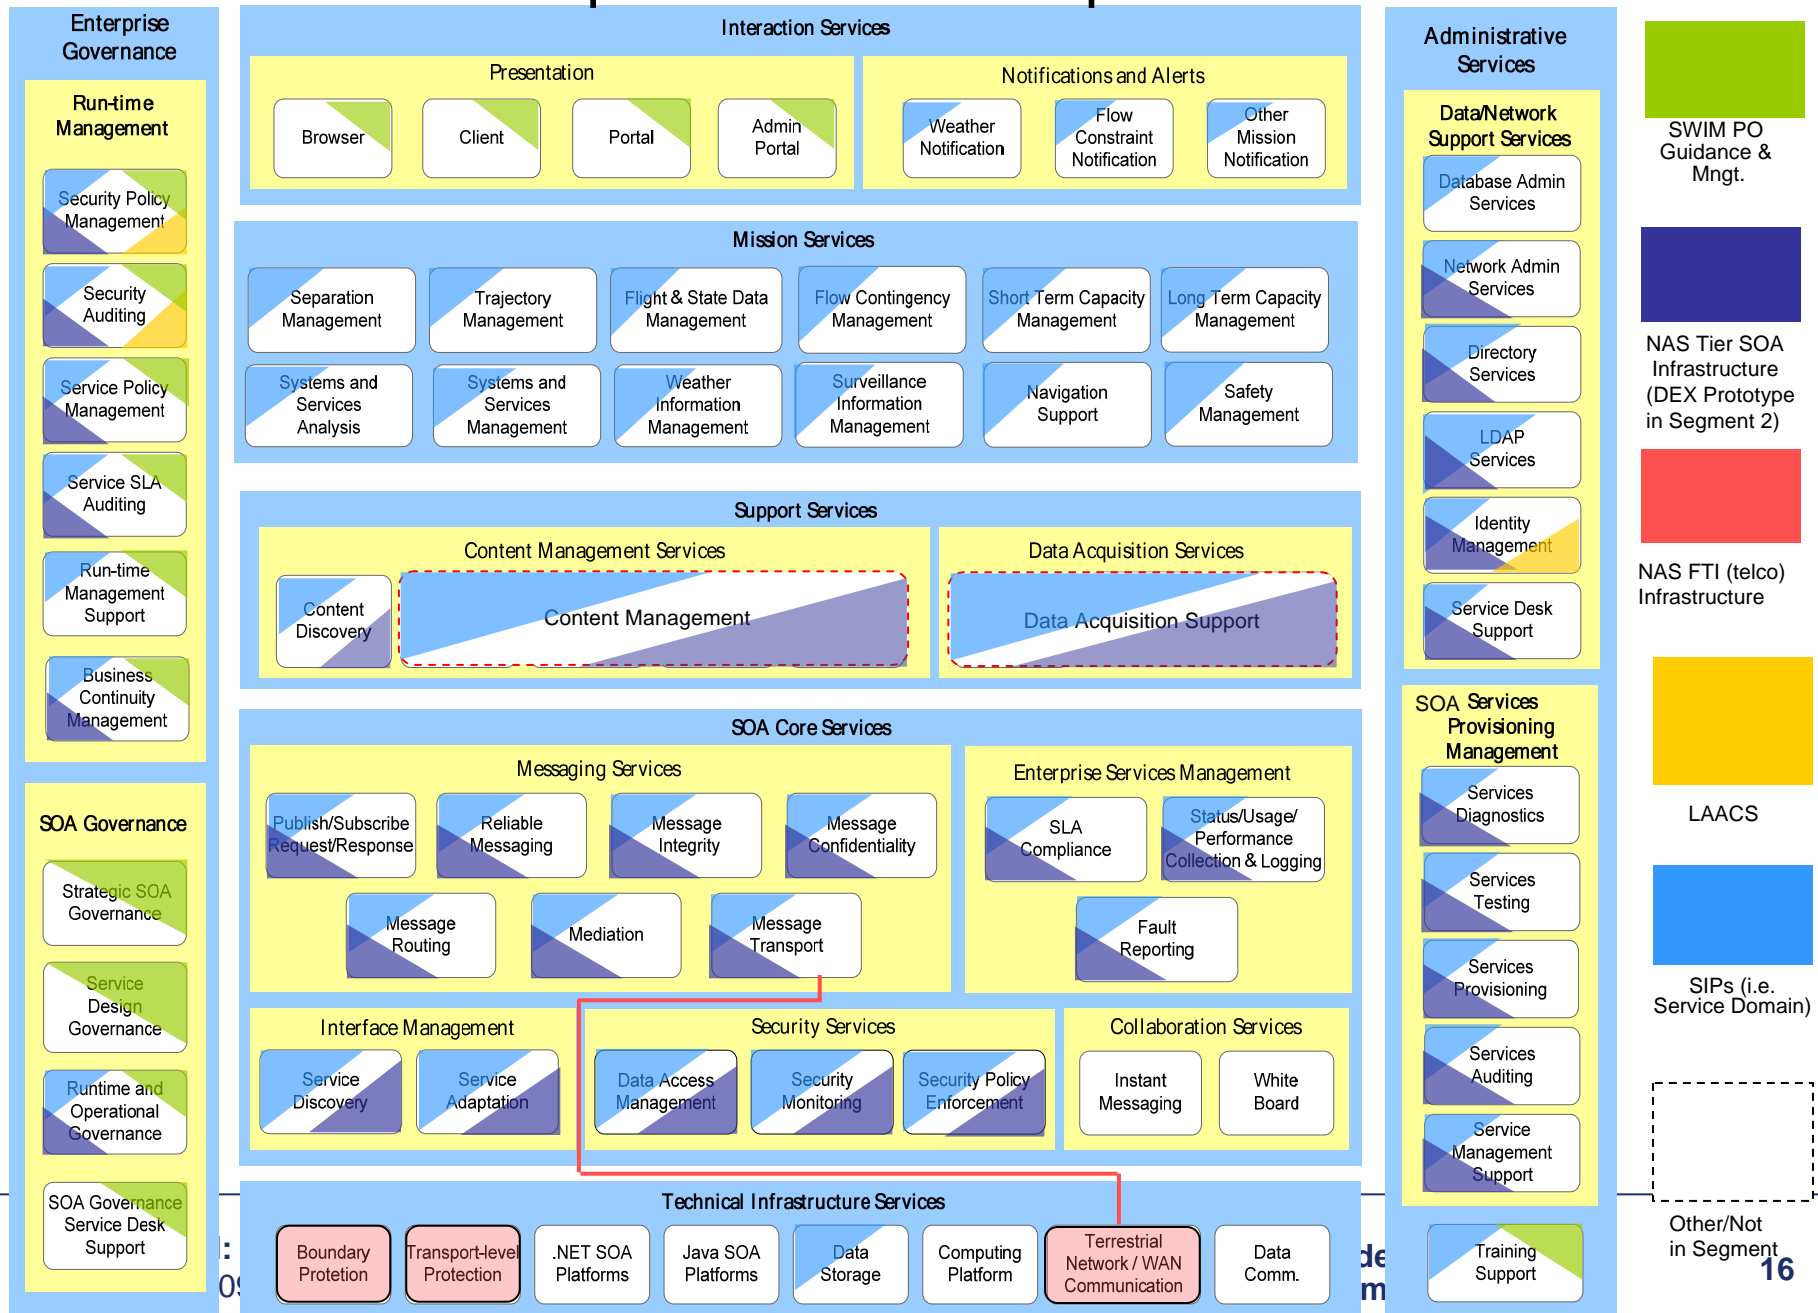 Enterprise
Governance
Run-time
Management
Security Policy
Management
Security
Auditing
Service Policy
Management
Service SLA
Auditing
Run-time
Management
Support
Business
Continuity
Management
SOA Governance
Strategic SOA
Governance
Service
Design
Governance
Runtime and
Operational
Governance
SOA Governance
Service Desk
Support
Interaction Services
Presentation
Browser
Client
Portal
Admin
Portal
Notifications and Alerts
Weather
Notification
Flow
Constraint
Notification
Other
Mission
Notification
Mission Services
Separation
Management
Trajectory
Management
Flight & State Data
Management
Flow Contingency
Management
Short Term Capacity
Management
Long Term Capacity
Management
Systems and
Services
Analysis
Systems and
Services
Management
Weather
Information
Management
Surveillance
Information
Management
Navigation
Support
Safety
Management
Support Services
Content Management Services
Content
Discovery
Content Management
Data Acquisition Services
Data Acquisition Support
SOA Core Services
Messaging Services
Publish/Subscribe
Request/Response
Reliable
Messaging
Message
Integrity
Message
Confidentiality
Message
Routing
Mediation
Message
Transport
Enterprise Services Management
SLA
Compliance
Status/Usage/
Performance
Collection & Logging
Fault
Reporting
Interface Management
Service
Discovery
Service
Adaptation
Security Services
Data Access
Management
Security
Monitoring
Security Policy
Enforcement
Collaboration Services
Instant
Messaging
White
Board
Technical Infrastructure Services
Boundary
Protetion
Transport-level
Protection
.NET SOA
Platforms
Java SOA
Platforms
Data
Storage
Computing
Platform
Terrestrial
Network / WAN
Communication
Data
Comm.
Administrative
Services
Data/Network
Support Services
Database Admin
Services
Network Admin
Services
Directory
Services
LDAP
Services
Identity
Management
Service Desk
Support
SOA Services
Provisioning
Management
Services
Diagnostics
Services
Testing
Services
Provisioning
Services
Auditing
Service
Management
Support
Training
Support
SWIM PO
Guidance &
Mngt.
NAS Tier SOA
Infrastructure
(DEX Prototype
in Segment 2)
NAS FTI (telco)
Infrastructure
LAACS
SIPs (i.e.
Service Domain)
Other/Not
in Segment
16